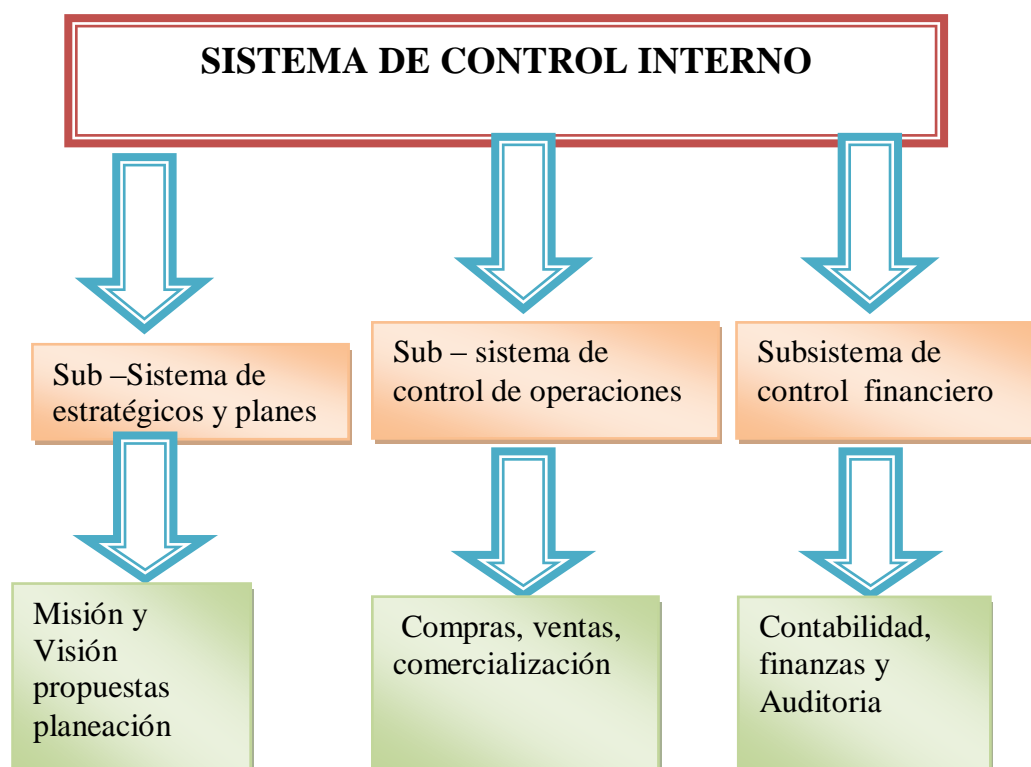 SISTEMA DE CONTROL INTERNO
Sub –Sistema de
estratégicos y planes
Sub – sistema de
control de operaciones
Subsistema de
control financiero
Misión y
Visión
propuestas
planeación
Compras, ventas,
comercialización
Contabilidad,
finanzas y
Auditoria